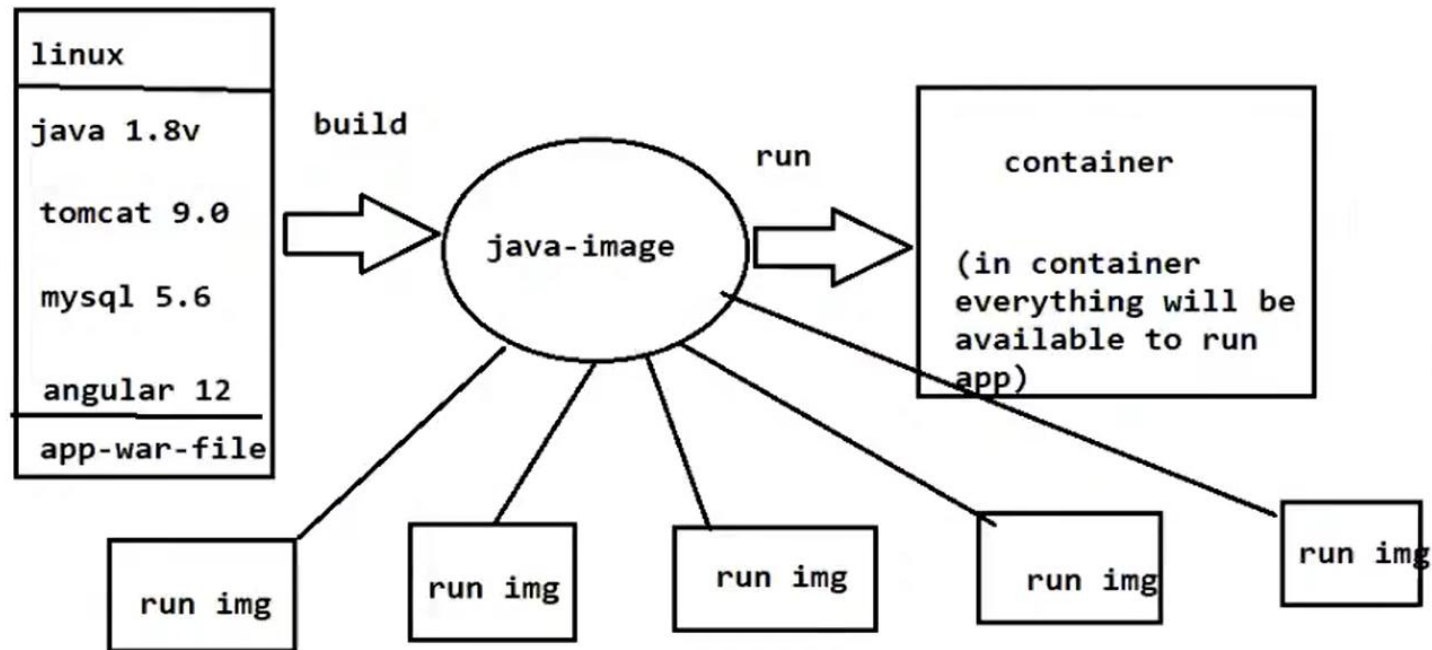 linux
java 1.8v
tomcat 9.0
mysql 5.6
angular 12
app-war-file
build
java-image
run
container
(in container
everything will be
available to run
app)
run img
run img
run img
run img
run img